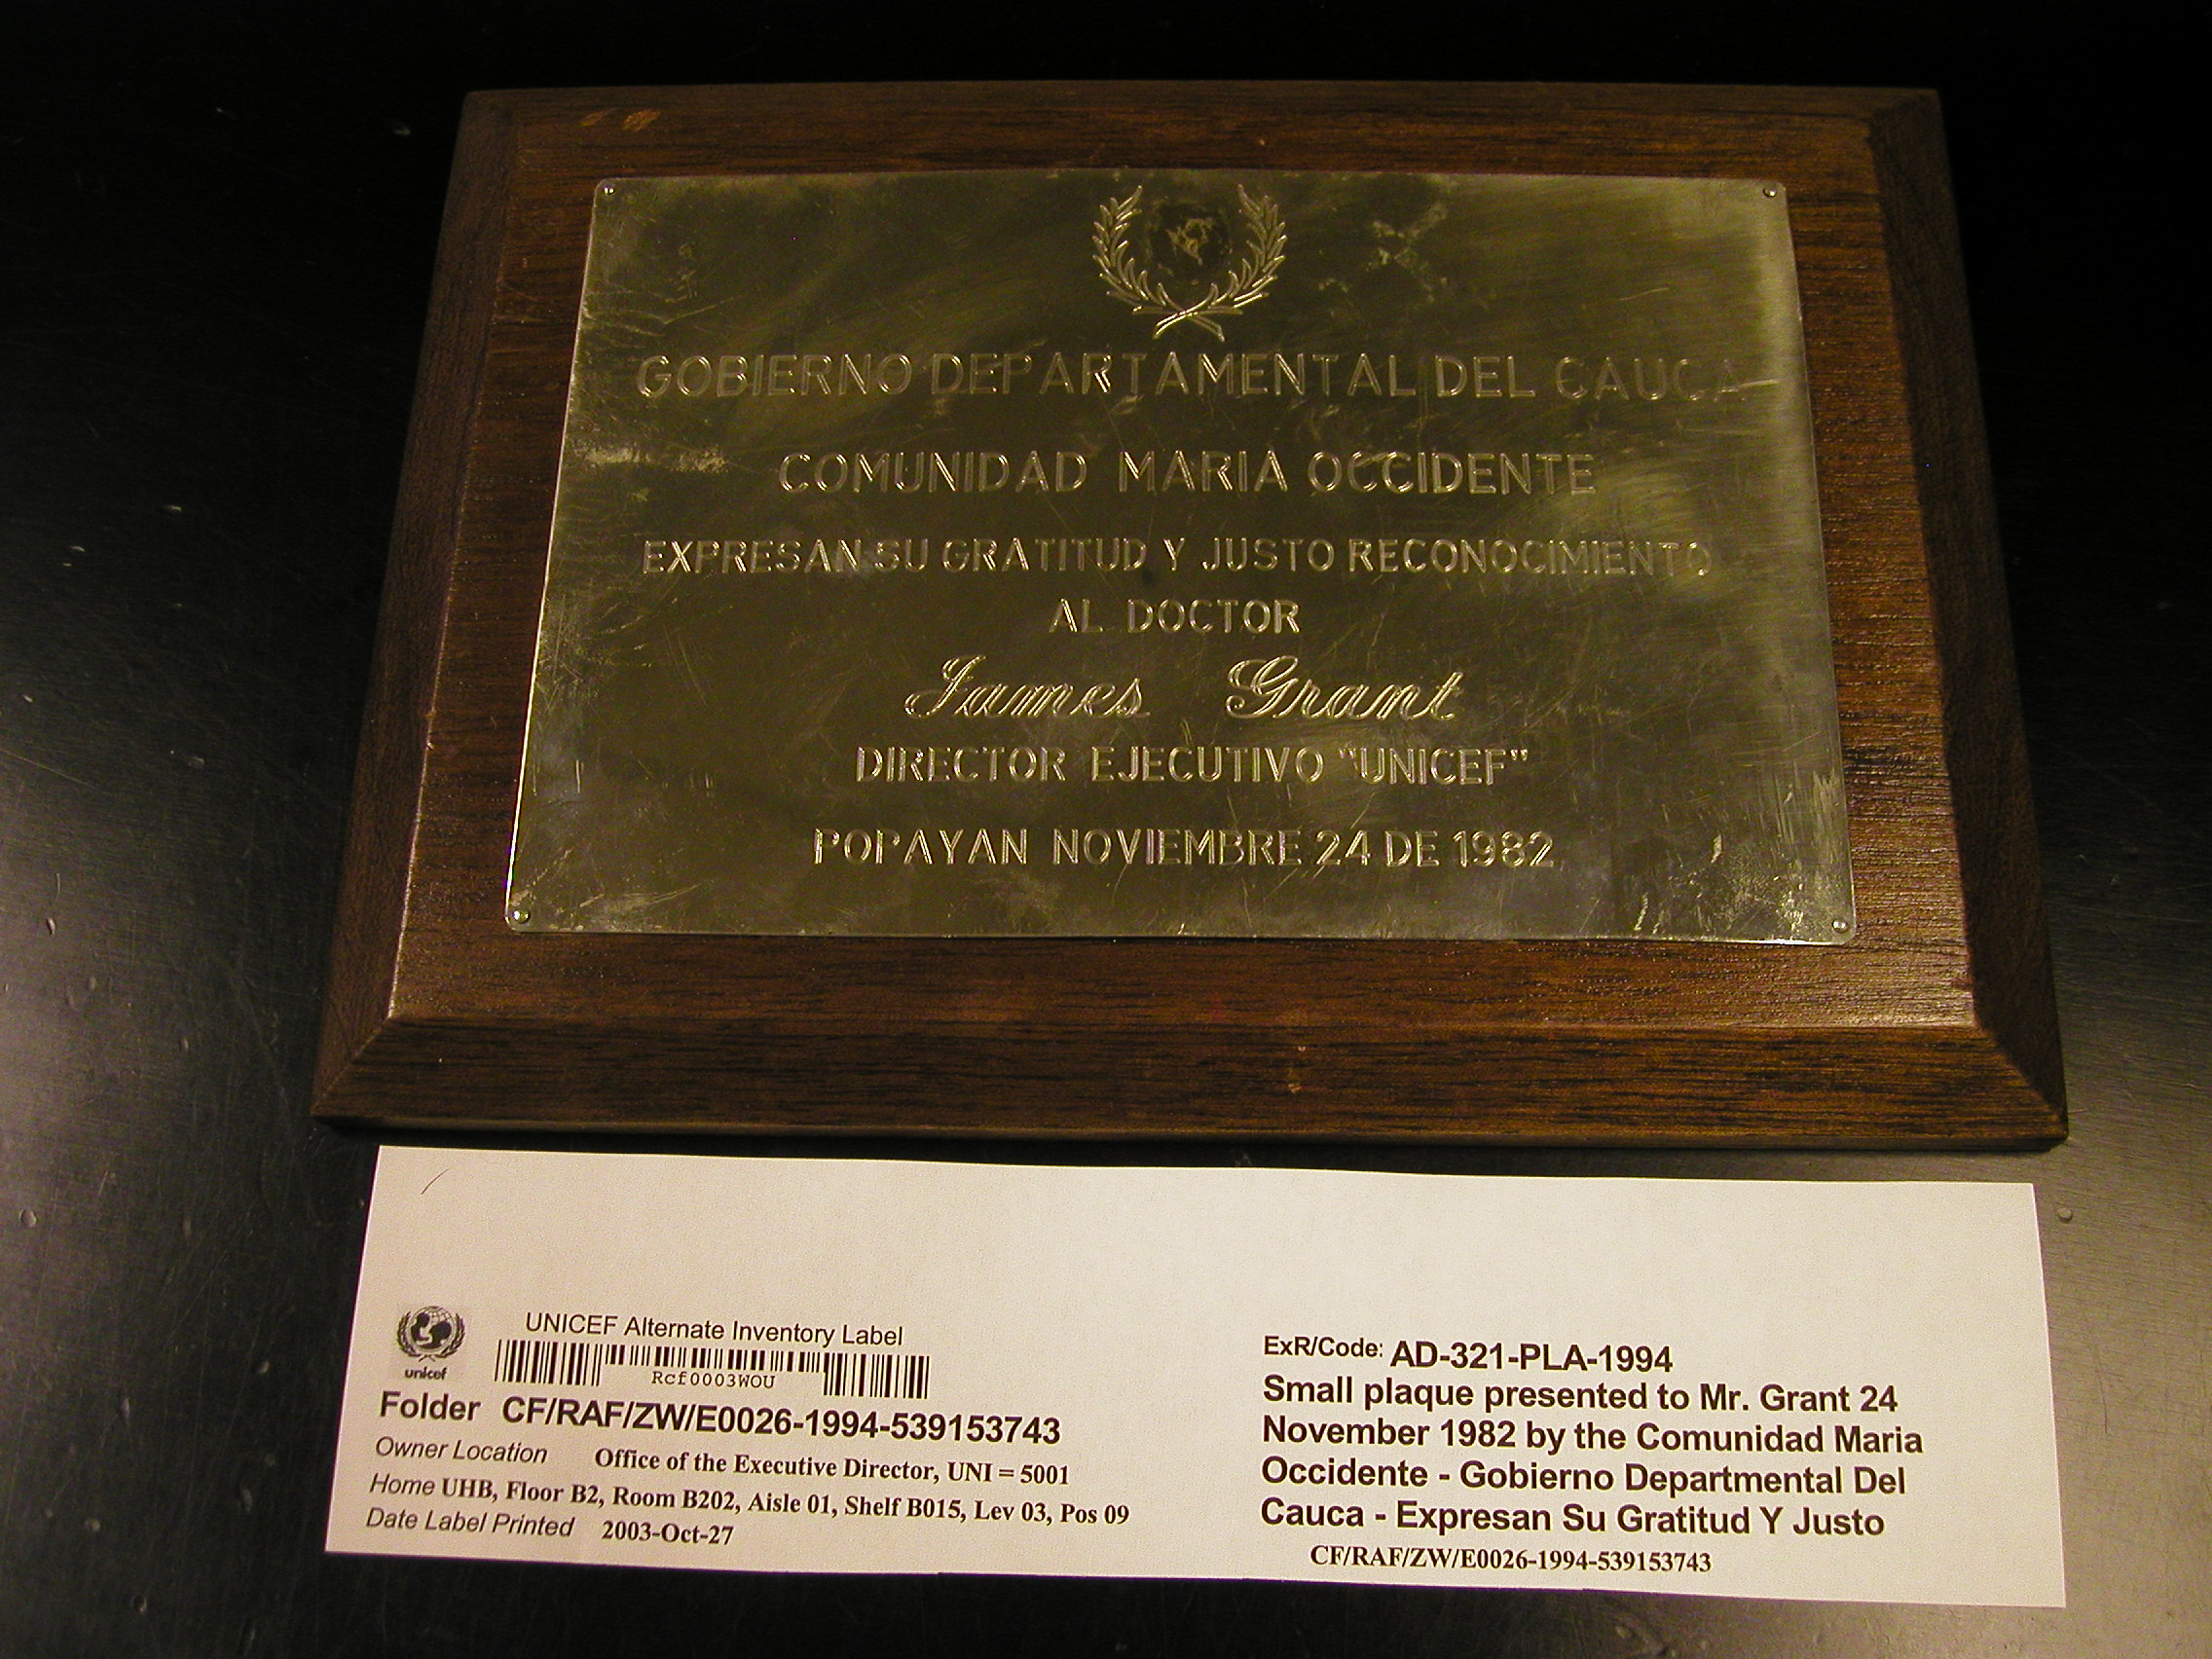 GOBIERNO DEPARTAMENTAL DEL CAUCA
COMUNIDAD MARIA OCCIDENTE
EXPRESAN SU GRATITUD Y JUSTO RECONOCIMIENTO
AL DOCTOR
James Grant
DIRECTOR EJECUTIVO "UNICEF"
POPAYAN NOVIEMBRE 24 DE 1982
unicef
UNICEF Alternate Inventory Label
Rcf0003WOU
Folder CF/RAF/ZW/E0026-1994-539153743
Owner Location Office of the Executive Director, UNI = 5001
Home UHB, Floor B2, Room B202, Aisle 01, Shelf B015, Lev 03, Pos 09
Date Label Printed 2003-Oct-27
ExR/Code: AD-321-PLA-1994
Small plaque presented to Mr. Grant 24
November 1982 by the Comunidad Maria
Occidente - Gobierno Departmental Del
Cauca - Expresan Su Gratitud Y Justo
CF/RAF/ZW/E0026-1994-539153743